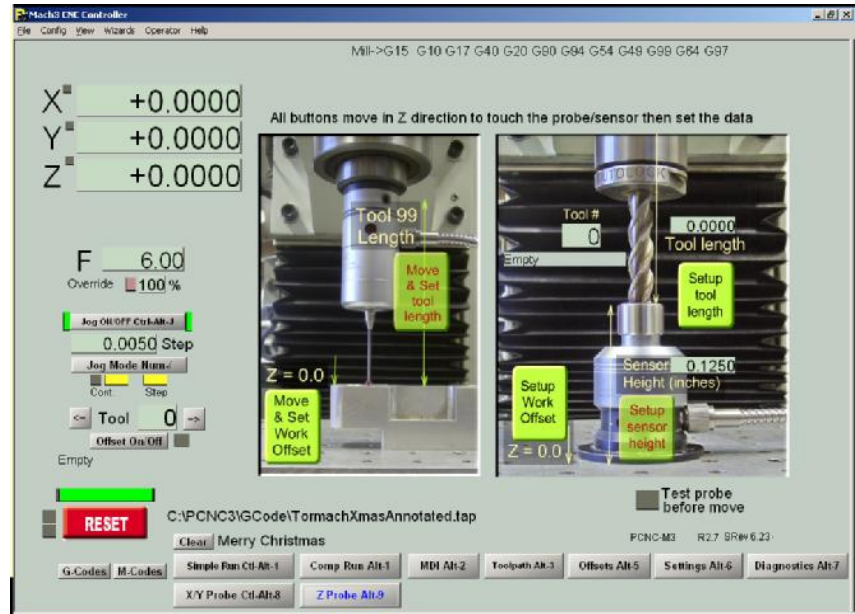 Mach3 CNC Controller
File Config View Wizards Operator Help
Mill->G15 G10 G17 G40 G20 G90 G94 G54 G49 G99 G64 G97
X +0.0000
Y +0.0000
Z +0.0000
All buttons move in Z direction to touch the probe/sensor then set the data
Tool 99
Length
Move
& Set
tool
length
Z = 0.0
Move
& Set
Work
Offset
AUTOLOCK
Tool #
0
Empty
0.0000
Tool length
Setup
tool
length
Sensor 0.1250
Height (inches)
Setup
Work
Offset
Setup
sensor
height
Z = 0.0
F 6.00
Override 100 %
Jog ON/OFF Ctrl-Alt-J
0.0050 Step
Jog Mode Num-/
Cont. Step
<- Tool 0 ->
Offset On/Off
Empty
Test probe
before move
RESET
C:\PCNC3\GCode\TormachXmasAnnotated.tap
Clear Merry Christmas
PCNC-M3 R2.7 SRev 6.23
G-Codes M-Codes
Simple Run Ctl-Alt-1 Comp Run Alt-1 MDI Alt-2 Toolpath Alt-3 Offsets Alt-5 Settings Alt-6 Diagnostics Alt-7
X/Y Probe Ctl-Alt-8 Z Probe Alt-9